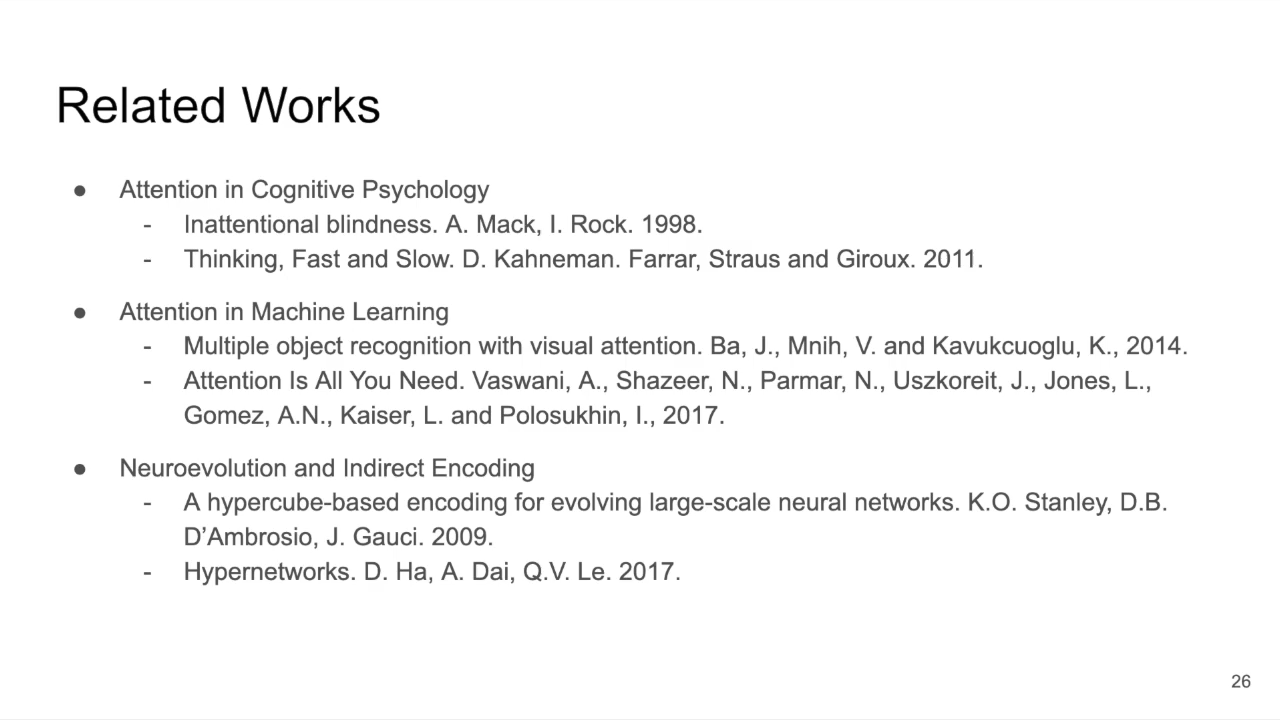 Related Works
● Attention in Cognitive Psychology
- Inattentional blindness. A. Mack, I. Rock. 1998.
- Thinking, Fast and Slow. D. Kahneman. Farrar, Straus and Giroux. 2011.
● Attention in Machine Learning
- Multiple object recognition with visual attention. Ba, J., Mnih, V. and Kavukcuoglu, K., 2014.
- Attention Is All You Need. Vaswani, A., Shazeer, N., Parmar, N., Uszkoreit, J., Jones, L.,
Gomez, A.N., Kaiser, L. and Polosukhin, I., 2017.
● Neuroevolution and Indirect Encoding
- A hypercube-based encoding for evolving large-scale neural networks. K.O. Stanley, D.B.
D’Ambrosio, J. Gauci. 2009.
- Hypernetworks. D. Ha, A. Dai, Q.V. Le. 2017.
26